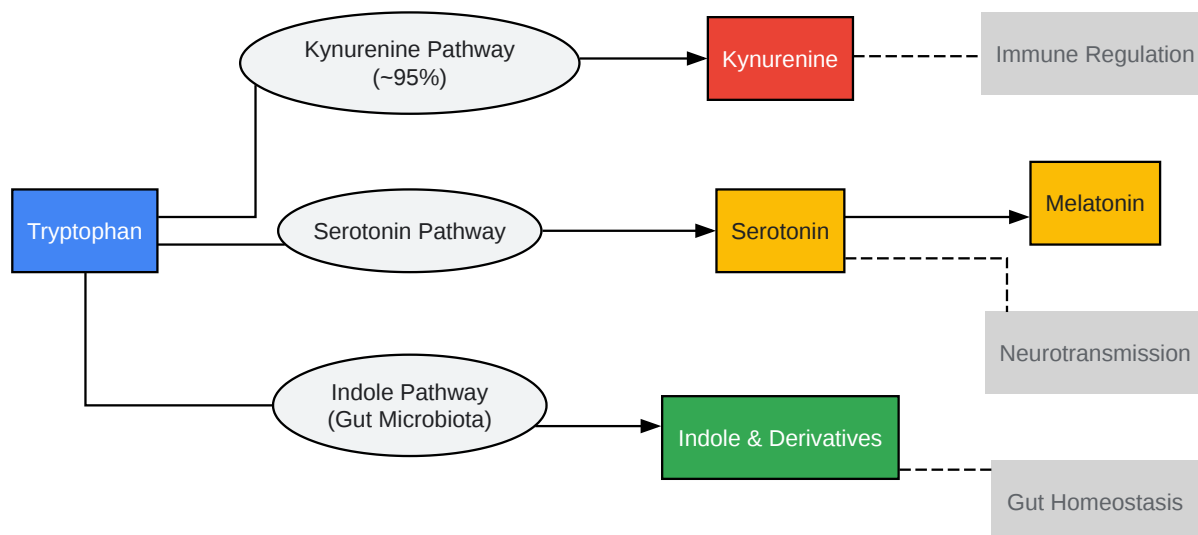 Kynurenine Pathway
(~95%)
Kynurenine
Immune Regulation
Tryptophan
Serotonin Pathway
Serotonin
Melatonin
Neurotransmission
Indole Pathway
(Gut Microbiota)
Indole & Derivatives
Gut Homeostasis